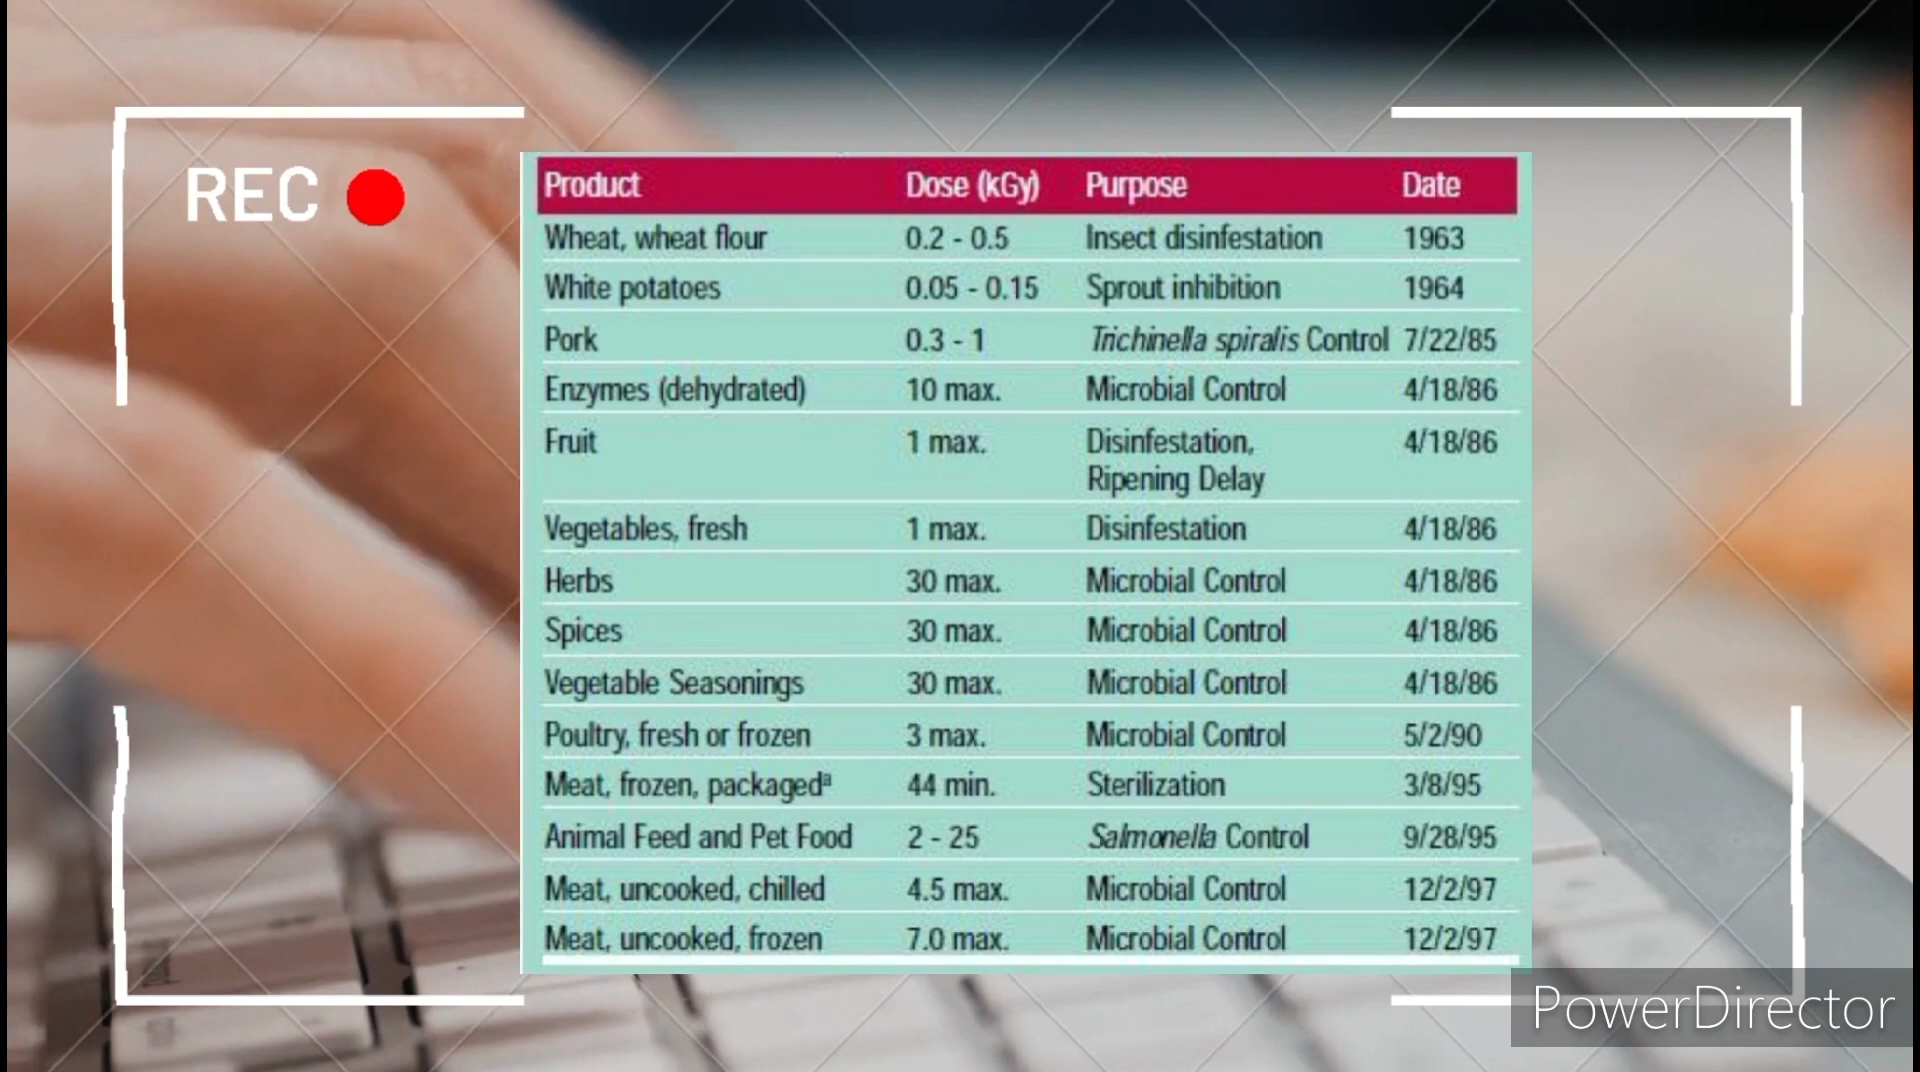 REC
Product Dose (kGy) Purpose Date
Wheat, wheat flour 0.2 - 0.5 Insect disinfestation 1963
White potatoes 0.05 - 0.15 Sprout inhibition 1964
Pork 0.3 - 1 Trichinella spiralis Control 7/22/85
Enzymes (dehydrated) 10 max. Microbial Control 4/18/86
Fruit 1 max. Disinfestation, 4/18/86
Ripening Delay
Vegetables, fresh 1 max. Disinfestation 4/18/86
Herbs 30 max. Microbial Control 4/18/86
Spices 30 max. Microbial Control 4/18/86
Vegetable Seasonings 30 max. Microbial Control 4/18/86
Poultry, fresh or frozen 3 max. Microbial Control 5/2/90
Meat, frozen, packagedª 44 min. Sterilization 3/8/95
Animal Feed and Pet Food 2 - 25 Salmonella Control 9/28/95
Meat, uncooked, chilled 4.5 max. Microbial Control 12/2/97
Meat, uncooked, frozen 7.0 max. Microbial Control 12/2/97
PowerDirector